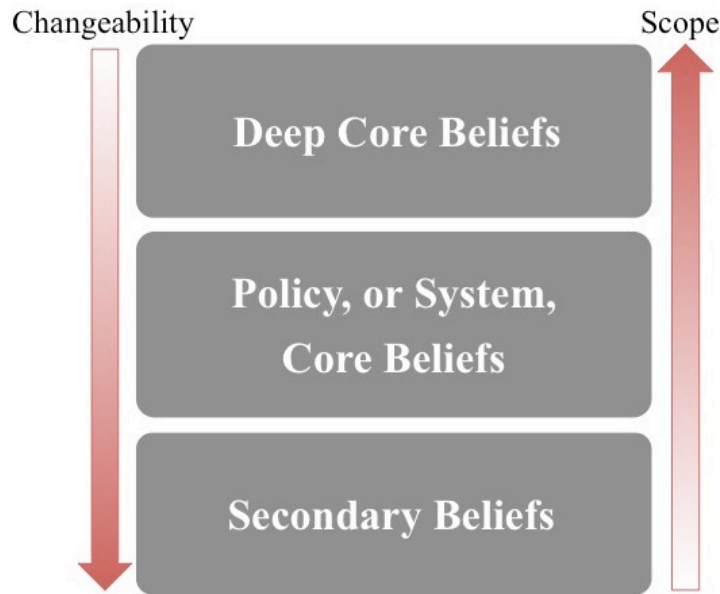 Changeability
Scope
Deep Core Beliefs
Policy, or System,
Core Beliefs
Secondary Beliefs